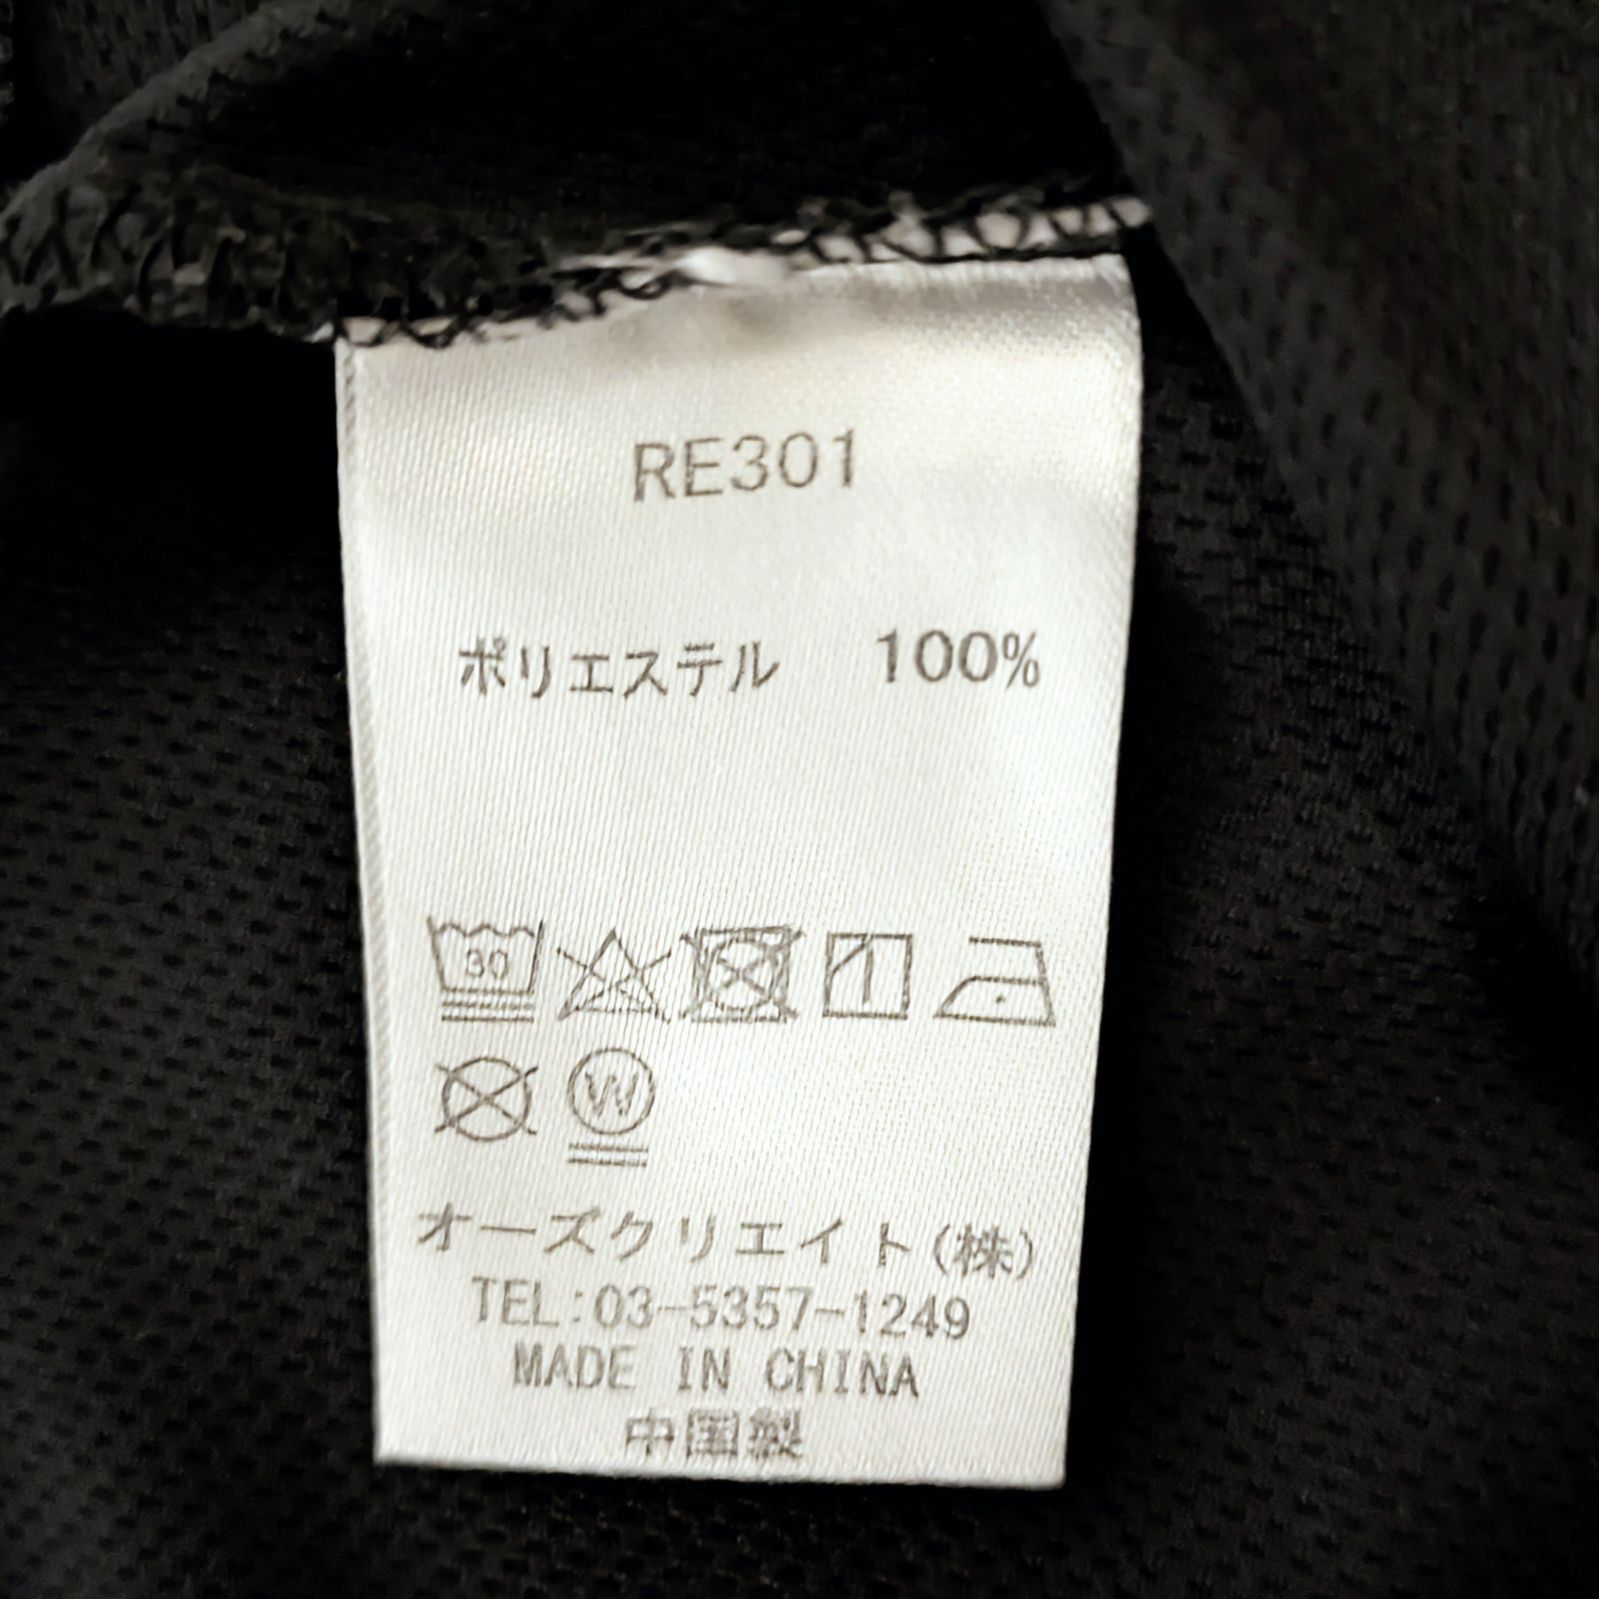 RE301
ポリエステル 100%
30
W
オーズクリエイト(株)
TEL:03-5357-1249
MADE IN CHINA
中国製